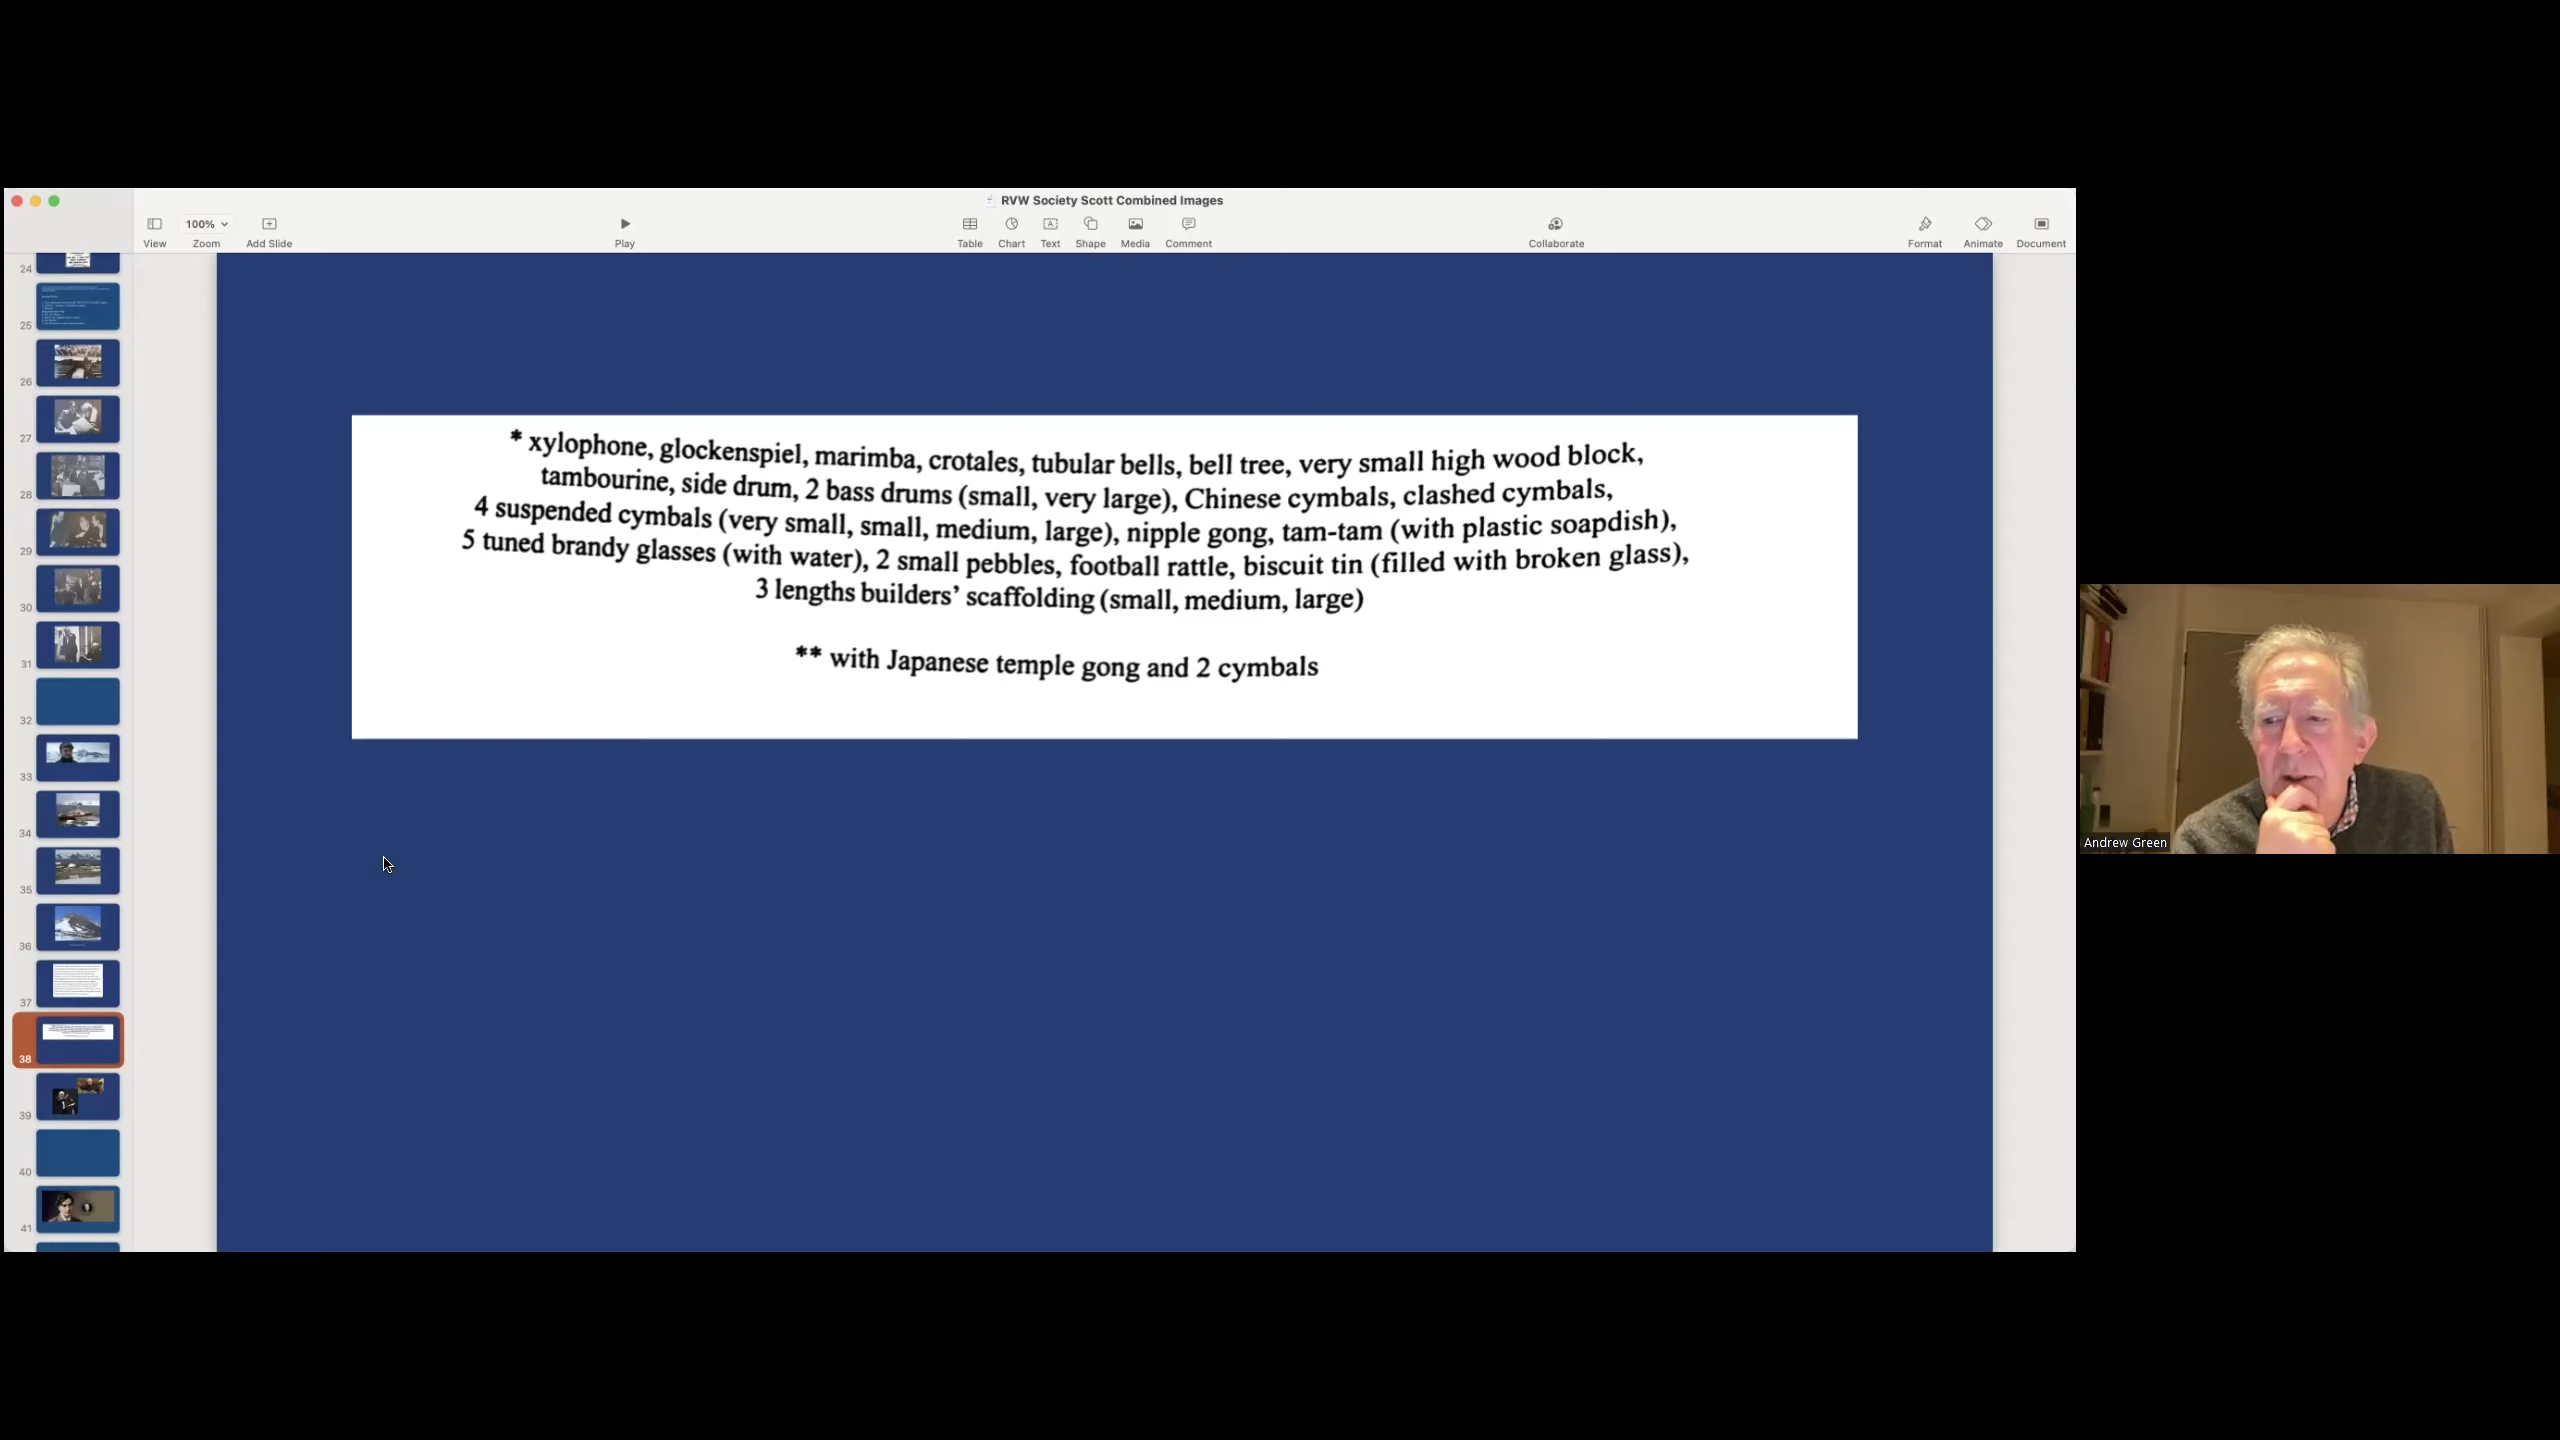 RVW Society Scott Combined Images
100%
View Zoom Add Slide Play Table Chart Text Shape Media Comment Collaborate Format Animate Document
24
25
26
27
28
29
30
31
32
33
34
35
36
37
38
39
40
41
* xylophone, glockenspiel, marimba, crotales, tubular bells, bell tree, very small high wood block,
tambourine, side drum, 2 bass drums (small, very large), Chinese cymbals, clashed cymbals,
4 suspended cymbals (very small, small, medium, large), nipple gong, tam-tam (with plastic soapdish),
5 tuned brandy glasses (with water), 2 small pebbles, football rattle, biscuit tin (filled with broken glass),
3 lengths builders’ scaffolding (small, medium, large)
** with Japanese temple gong and 2 cymbals
Andrew Green